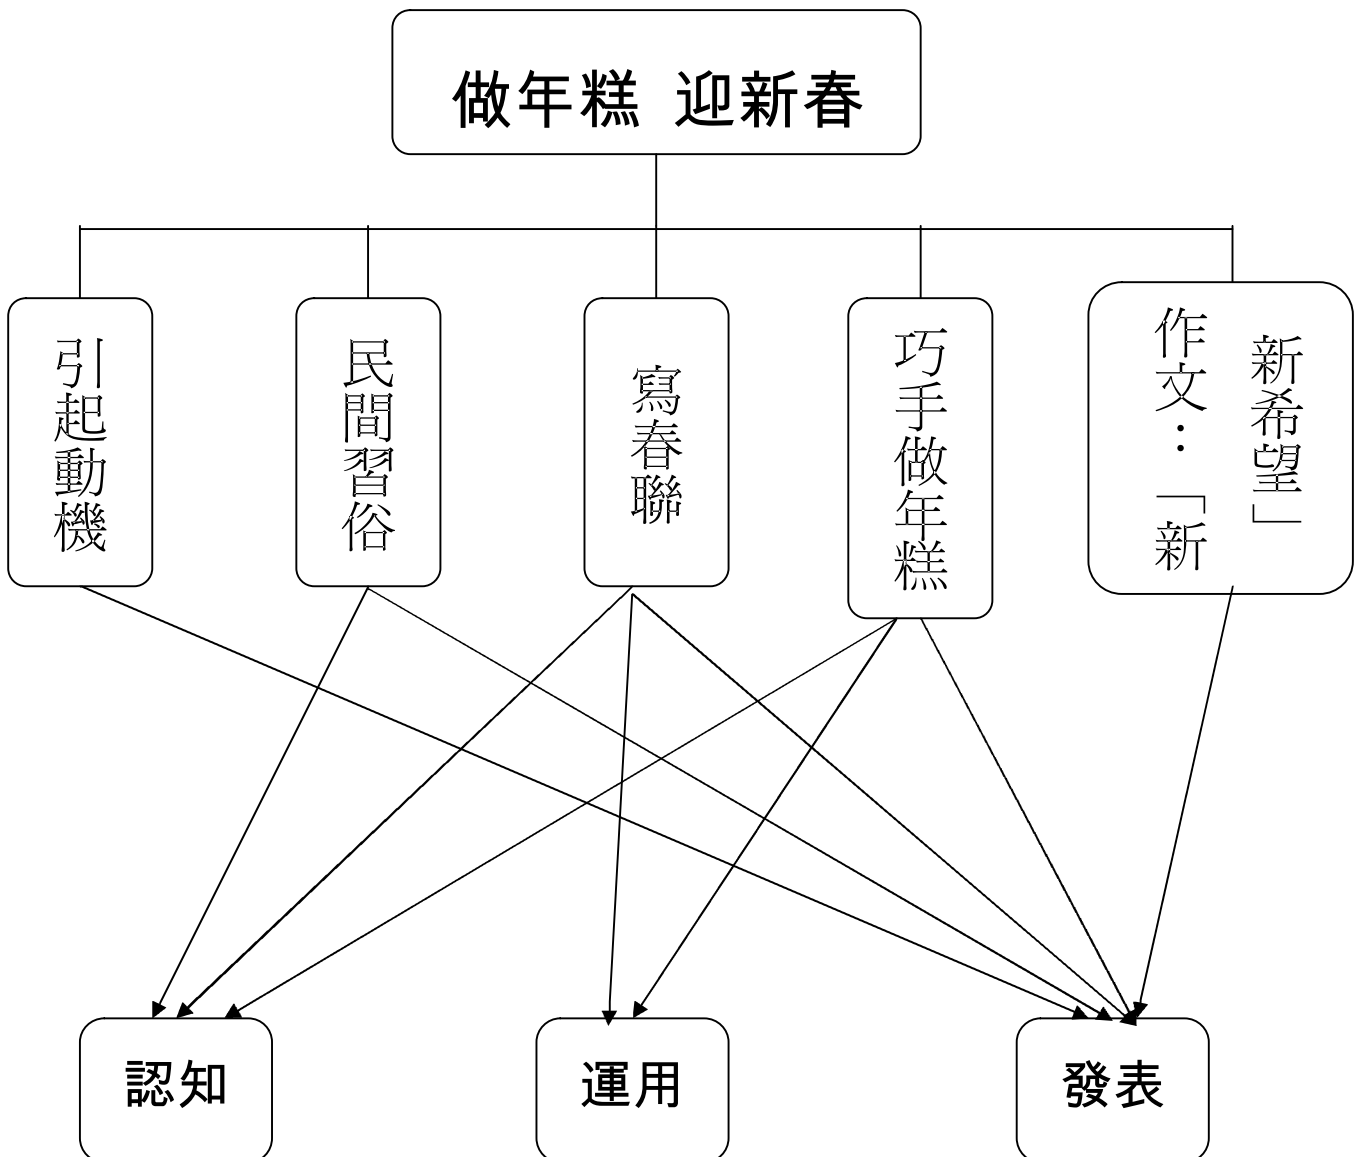 做年糕 迎新春
引起動機
民間習俗
寫春聯
巧手做年糕
作文：「新
新希望」
認知
運用
發表